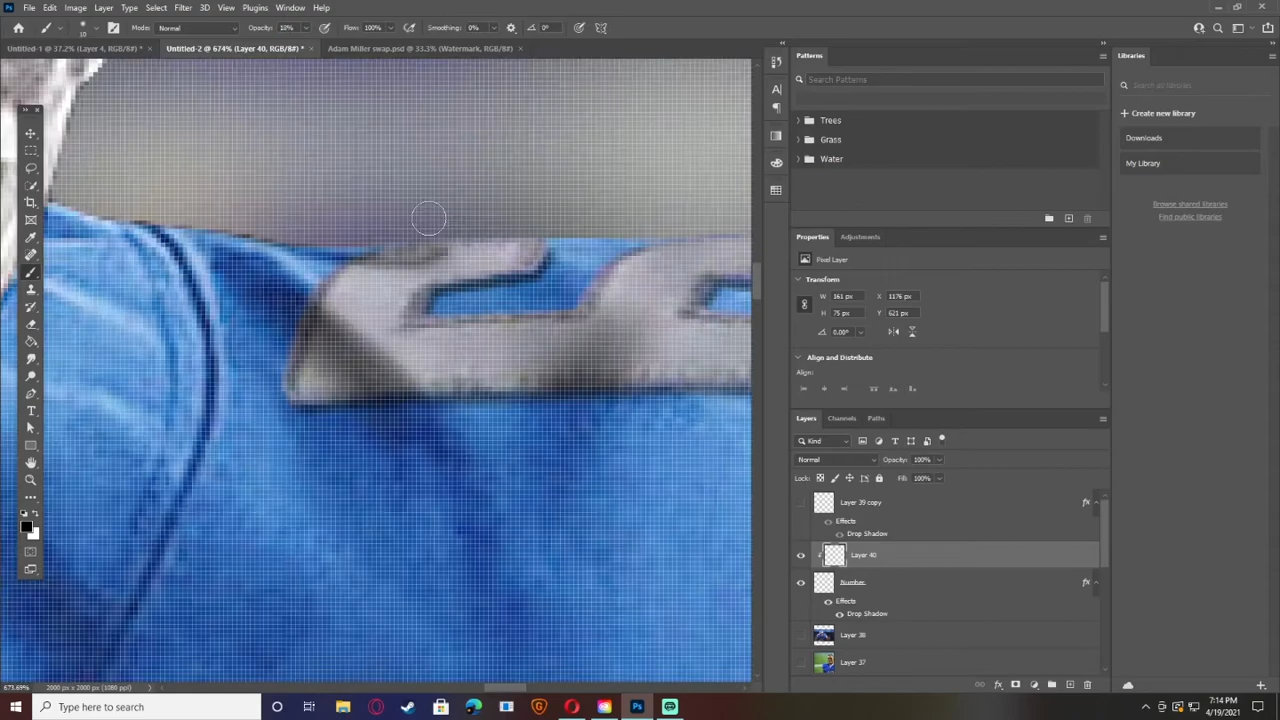 File Edit Image Layer Type Select Filter 3D View Plugins Window Help
Mode: Normal Opacity: 12% Flow: 100% Smoothing: 0% 0°
10
Untitled-1 @ 37.2% (Layer 4, RGB/8#) * × Untitled-2 @ 674% (Layer 40, RGB/8#) * × Adam Miller swap.psd @ 33.3% (Watermark, RGB/8#) ×
Patterns
Search Patterns
Trees
Grass
Water
Libraries
Search all libraries
Create new library
Downloads
My Library
Browse shared libraries
Find public libraries
Properties Adjustments
Pixel Layer
Transform
W 361 px X 1176 px
H 75 px Y 621 px
0.00°
Align and Distribute
Align:
Layers Channels Paths
Kind
Normal Opacity: 100%
Lock: Fill: 100%
Layer 39 copy fx
Effects
Drop Shadow
Layer 40
Number fx
Effects
Drop Shadow
Layer 38
Layer 37
673.69% 2000 px x 2000 px (1080 ppi)
Type here to search
7:14 PM
4/19/2021